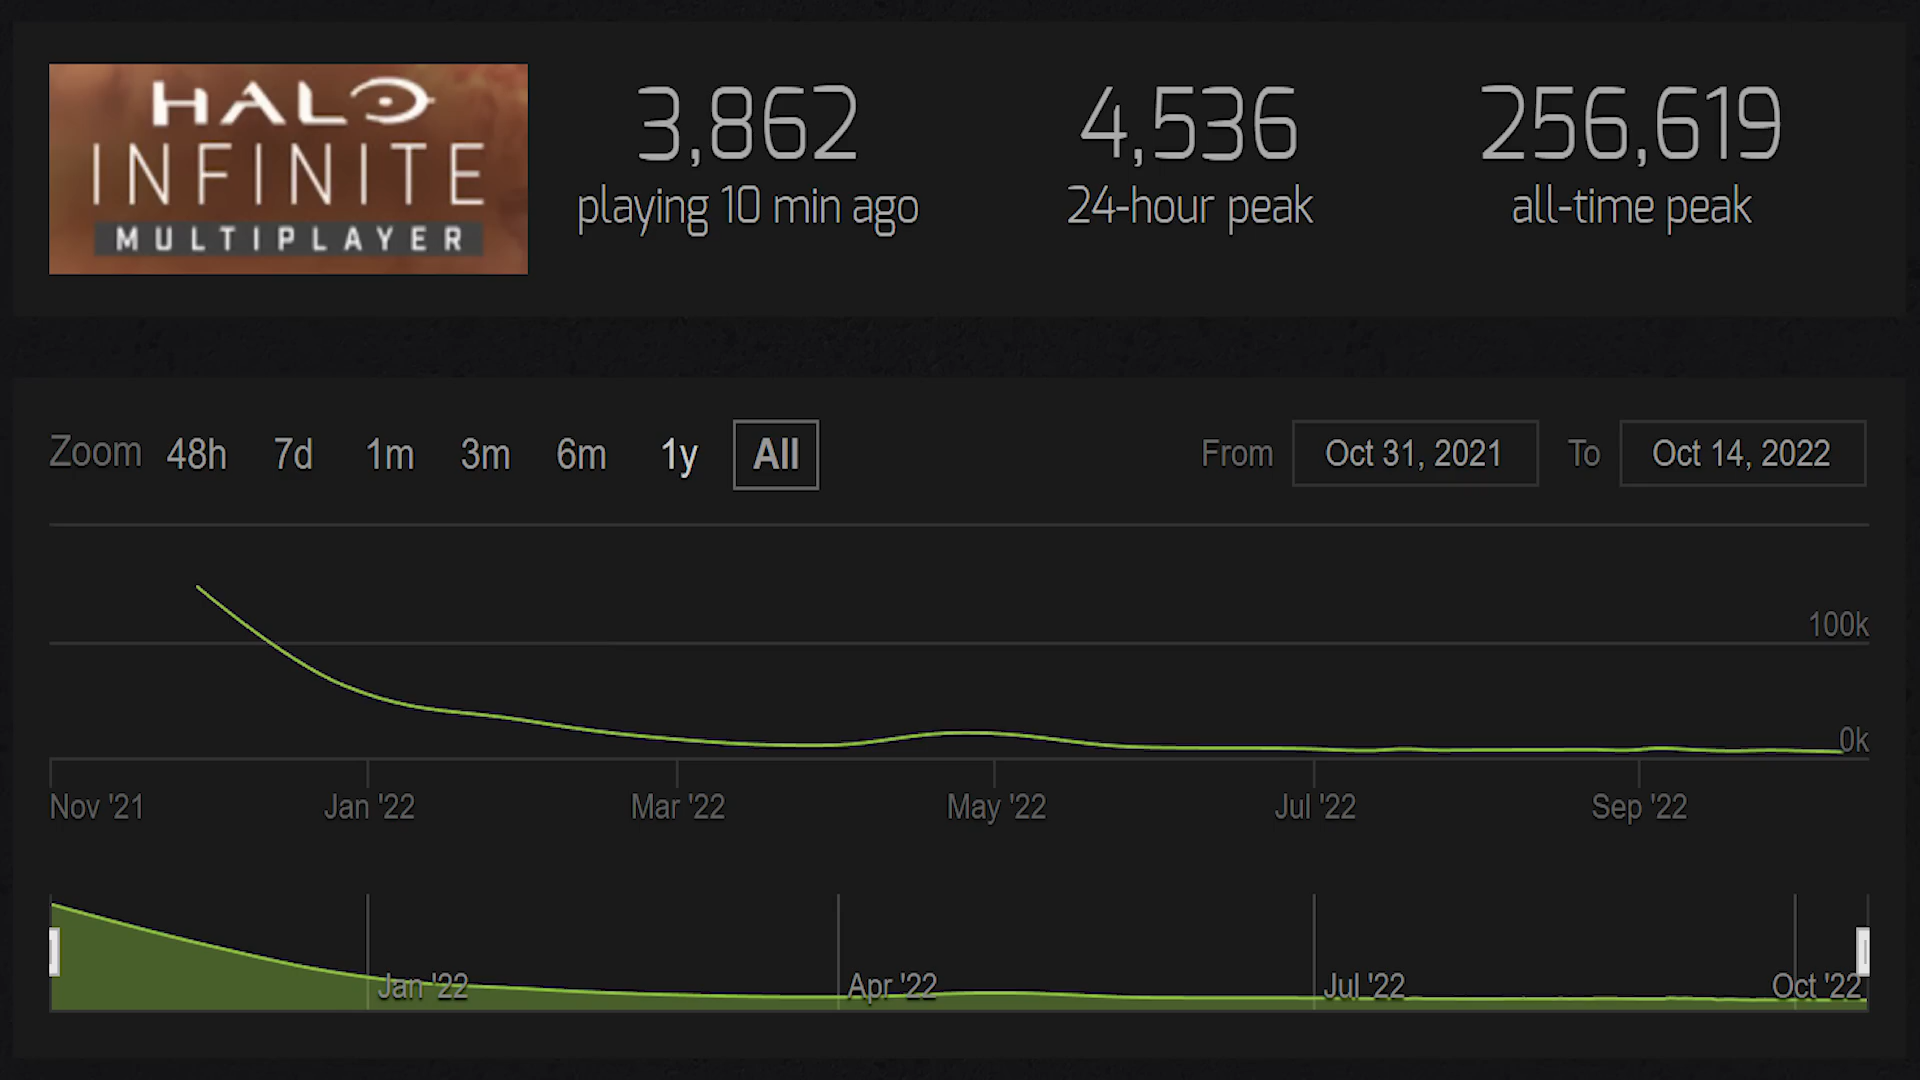 HALO
INFINITE
MULTIPLAYER
3,862
playing 10 min ago
4,536
24-hour peak
256,619
all-time peak
Zoom 48h 7d 1m 3m 6m 1y All
From Oct 31, 2021 To Oct 14, 2022
100k
0k
Nov '21 Jan '22 Mar '22 May '22 Jul '22 Sep '22
Jan '22 Apr '22 Jul '22 Oct '22